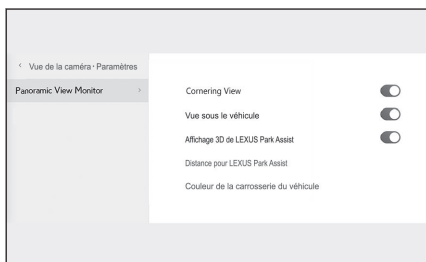 Vue de la caméra · Paramètres
Panoramic View Monitor
Cornering View
Vue sous le véhicule
Affichage 3D de LEXUS Park Assist
Distance pour LEXUS Park Assist
Couleur de la carrosserie du véhicule